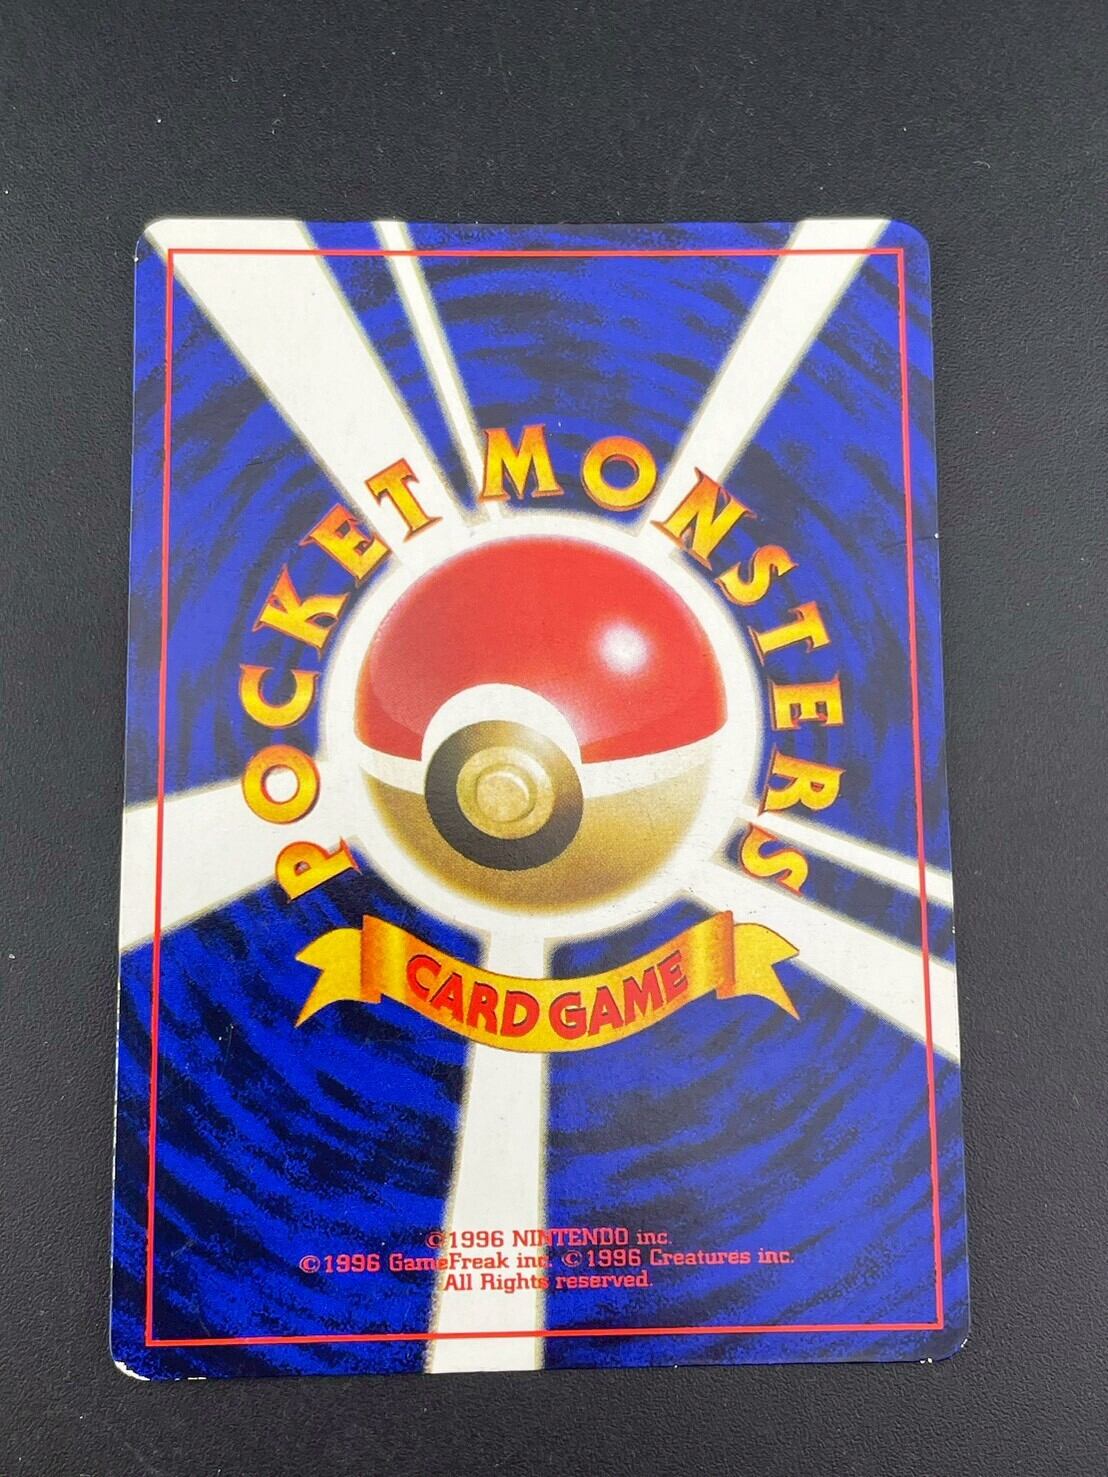 POCKET MONSTERS
CARD GAME
©1996 NINTENDO inc.
©1996 GameFreak inc. ©1996 Creatures inc.
All Rights reserved.